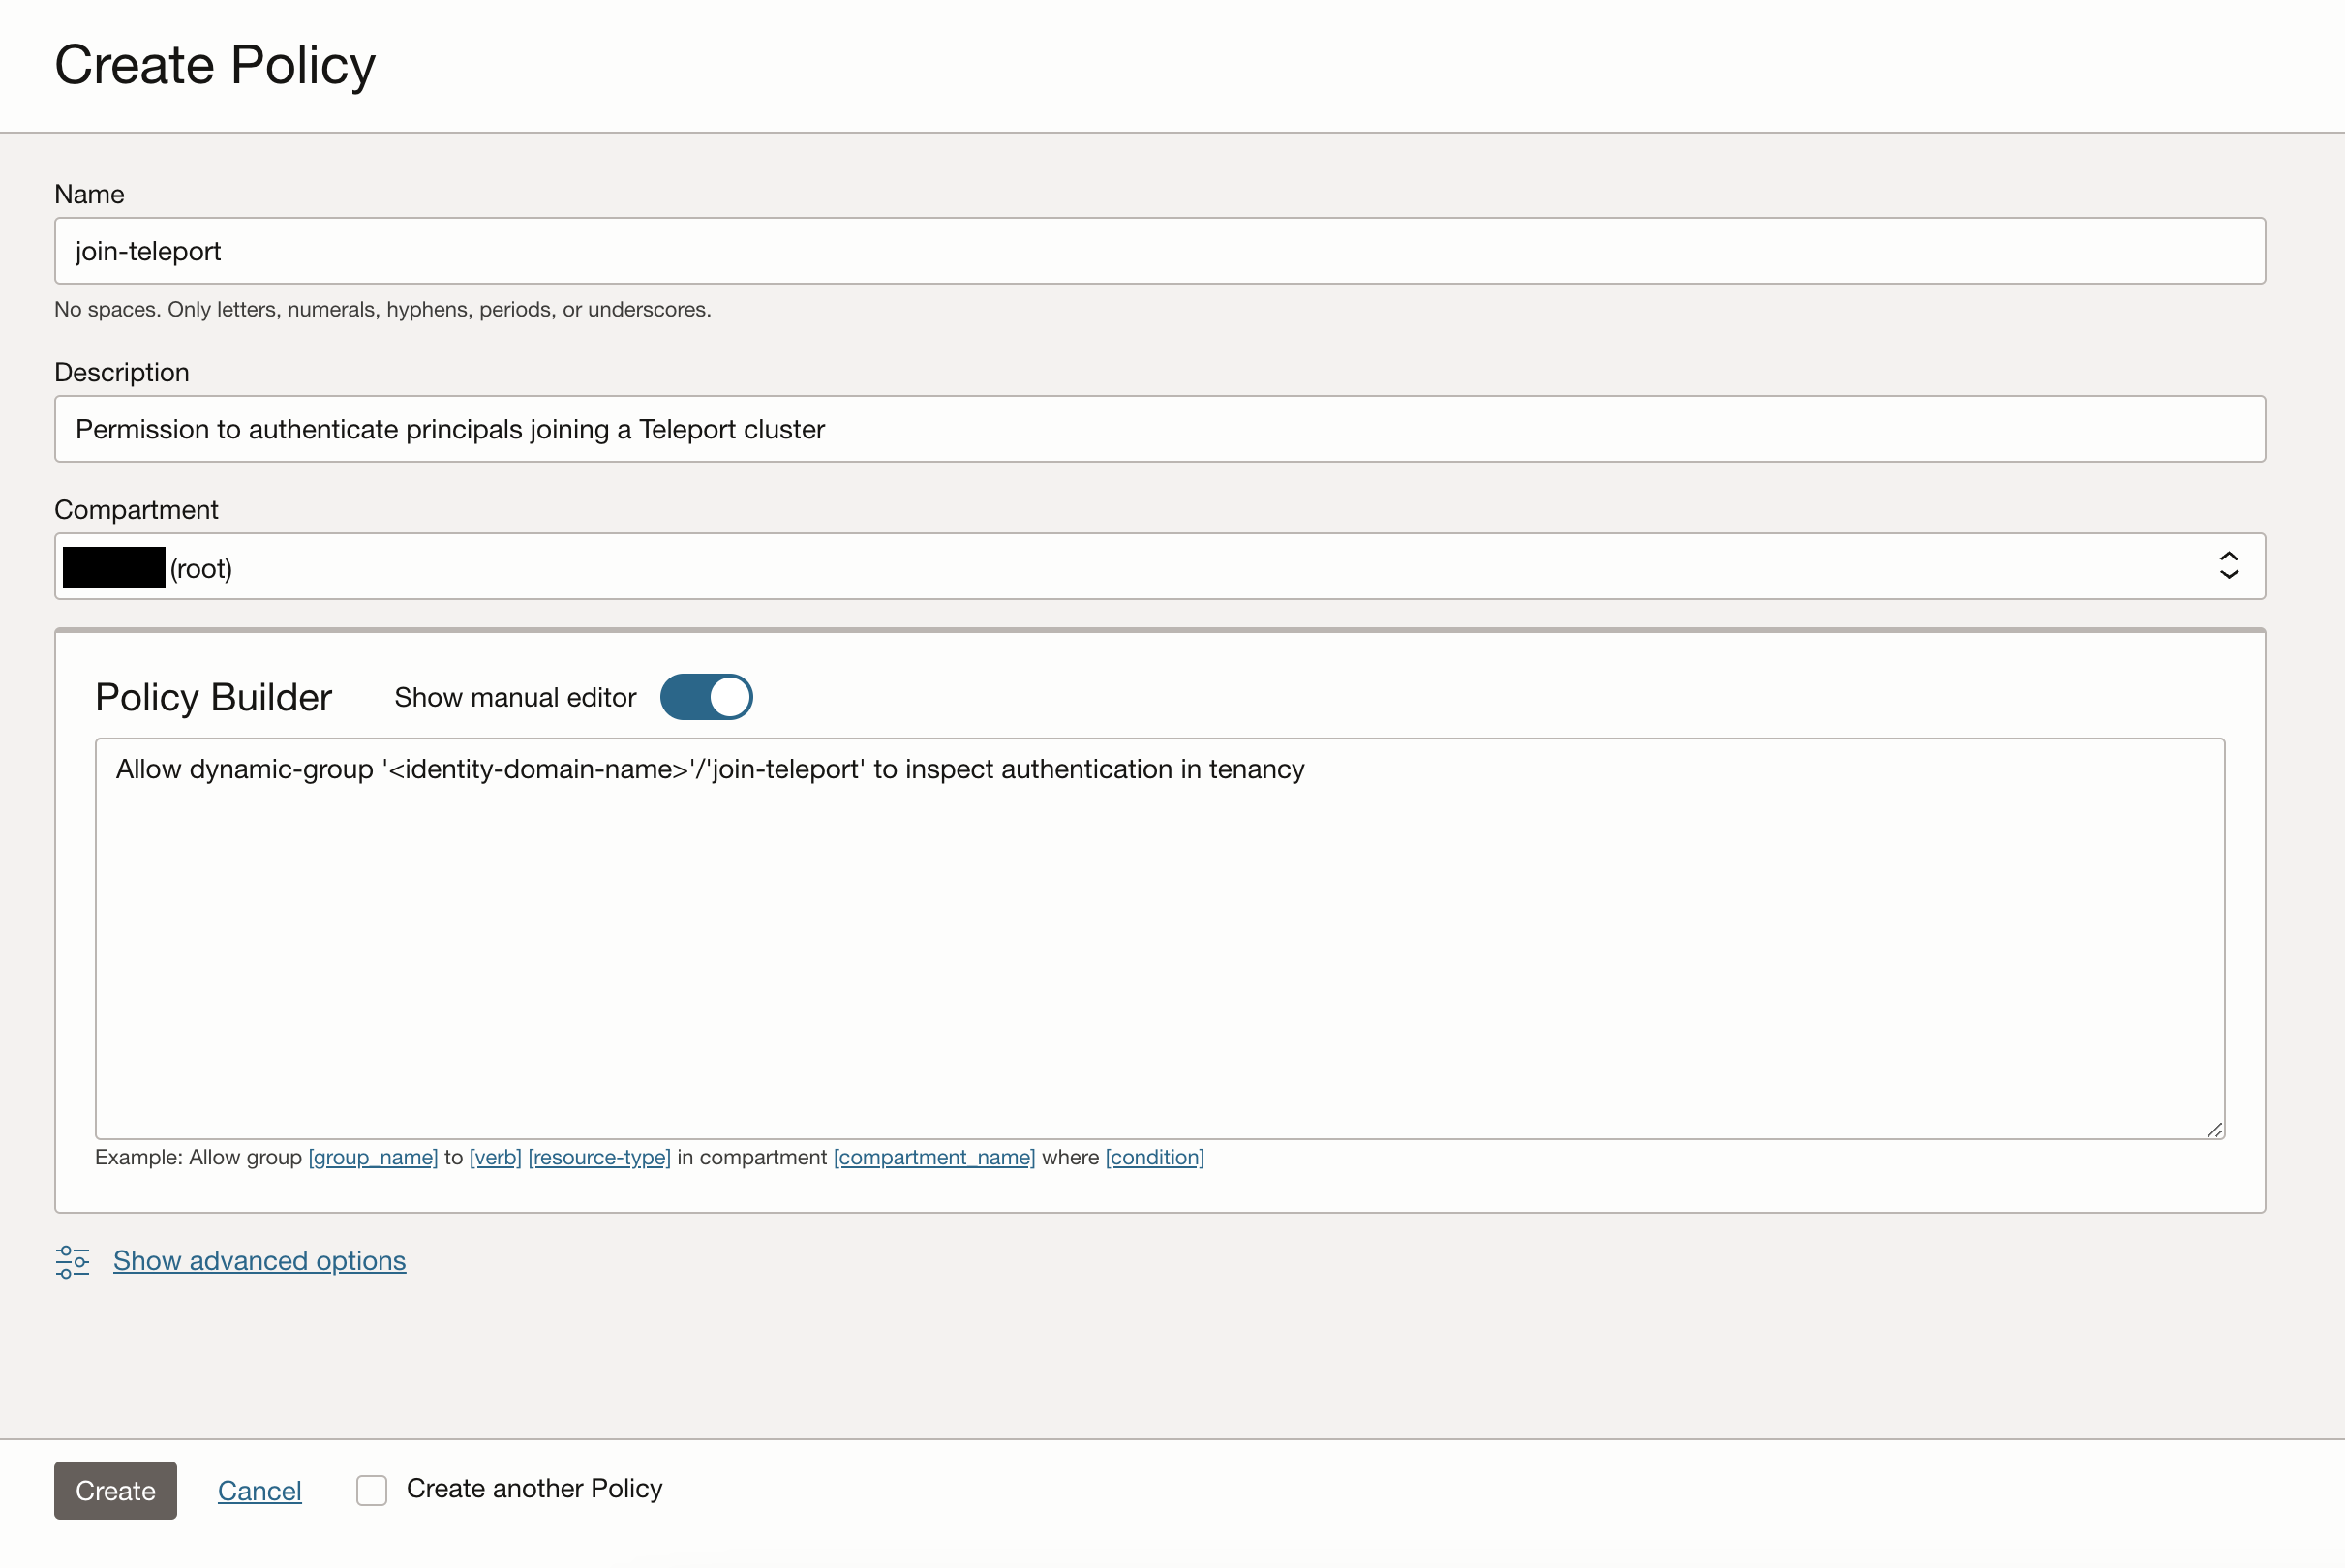 Create Policy
Name
join-teleport
No spaces. Only letters, numerals, hyphens, periods, or underscores.
Description
Permission to authenticate principals joining a Teleport cluster
Compartment
(root)
Policy Builder Show manual editor
Allow dynamic-group '<identity-domain-name>'/'join-teleport' to inspect authentication in tenancy
Example: Allow group [group_name] to [verb] [resource-type] in compartment [compartment_name] where [condition]
Show advanced options
Create Cancel Create another Policy